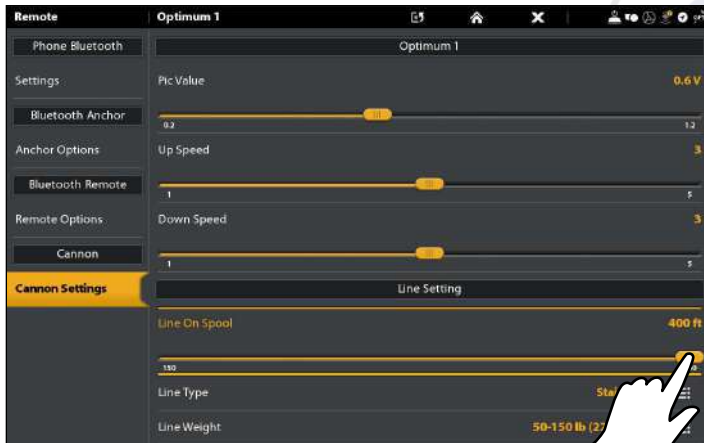 Remote
Optimum 1
Phone Bluetooth
Optimum 1
Settings
Pic Value
0.6 V
Bluetooth Anchor
0.2
1.2
Anchor Options
Up Speed
3
Bluetooth Remote
1
5
Remote Options
Down Speed
3
Cannon
1
5
Cannon Settings
Line Setting
Line On Spool
400 ft
150
Line Type
Line Weight
50-150 lb